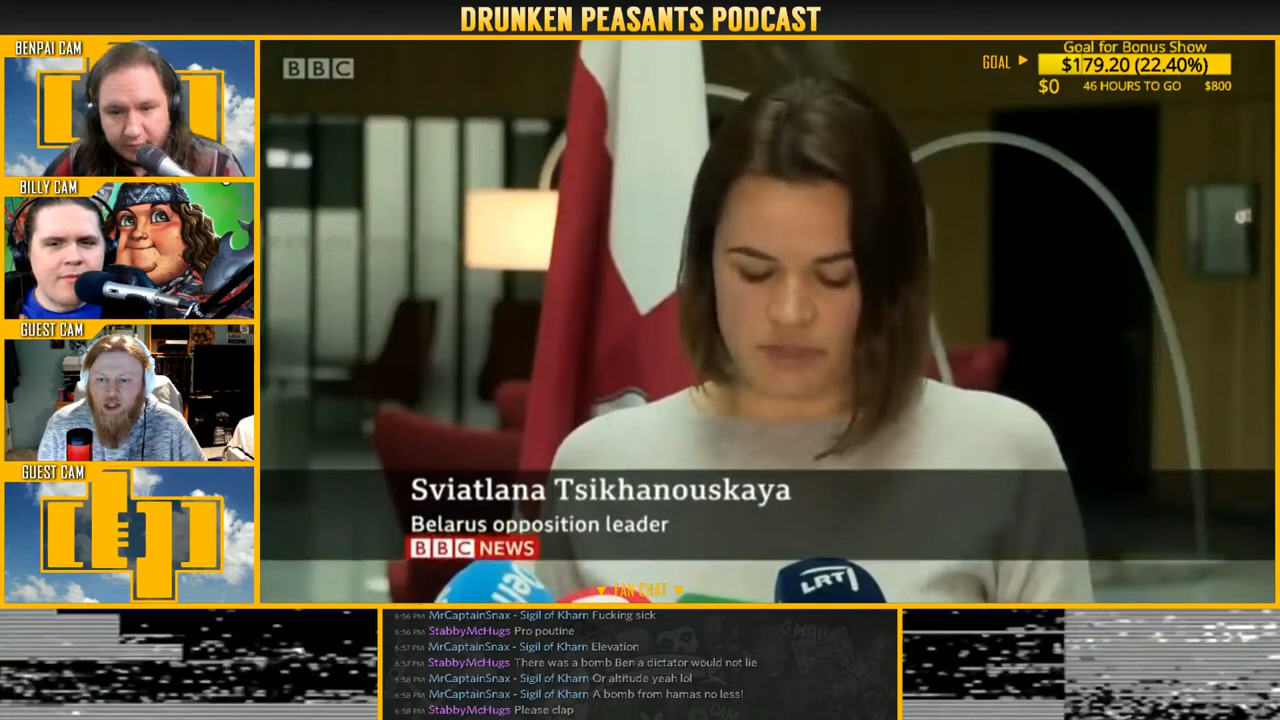 DRUNKEN PEASANTS PODCAST
BENPAI CAM
BILLY CAM
GUEST CAM
GUEST CAM
BBC
GOAL ▶
Goal for Bonus Show
$179.20 (22.40%)
$0 46 HOURS TO GO $800
Sviatlana Tsikhanouskaya
Belarus opposition leader
BBC NEWS
LRT
▼ FAN CHAT ▼
6:56 PM MrCaptainSnax - Sigil of Kharn Fucking sick
6:56 PM StabbyMcHugs Pro poutine
6:57 PM MrCaptainSnax - Sigil of Kharn Elevation
6:57 PM StabbyMcHugs There was a bomb Ben a dictator would not lie
6:58 PM MrCaptainSnax - Sigil of Kharn Or altitude yeah lol
6:58 PM MrCaptainSnax - Sigil of Kharn A bomb from hamas no less!
6:58 PM StabbyMcHugs Please clap